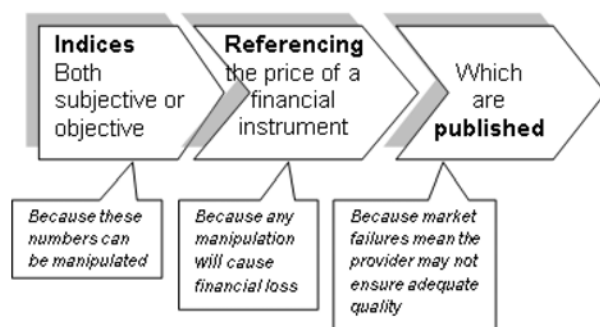 Indices
Both
subjective or
objective
Referencing
the price of a
financial
instrument
Which
are
published
Because these
numbers can
be manipulated
Because any
manipulation
will cause
financial loss
Because market
failures mean the
provider may not
ensure adequate
quality